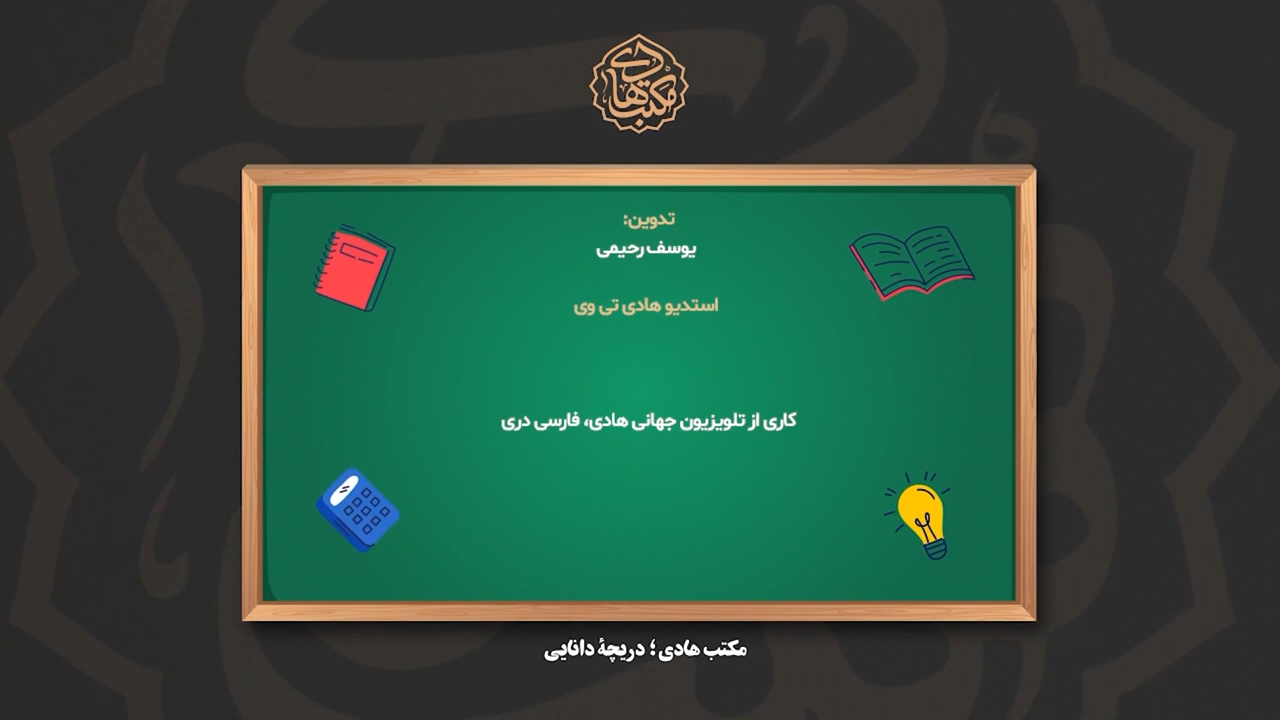 مکتب هادی
تدوین:
یوسف رحیمی
استدیو هادی تی وی
کاری از تلویزیون جهانی هادی، فارسی دری
مکتب هادی؛ دریچهٔ دانایی